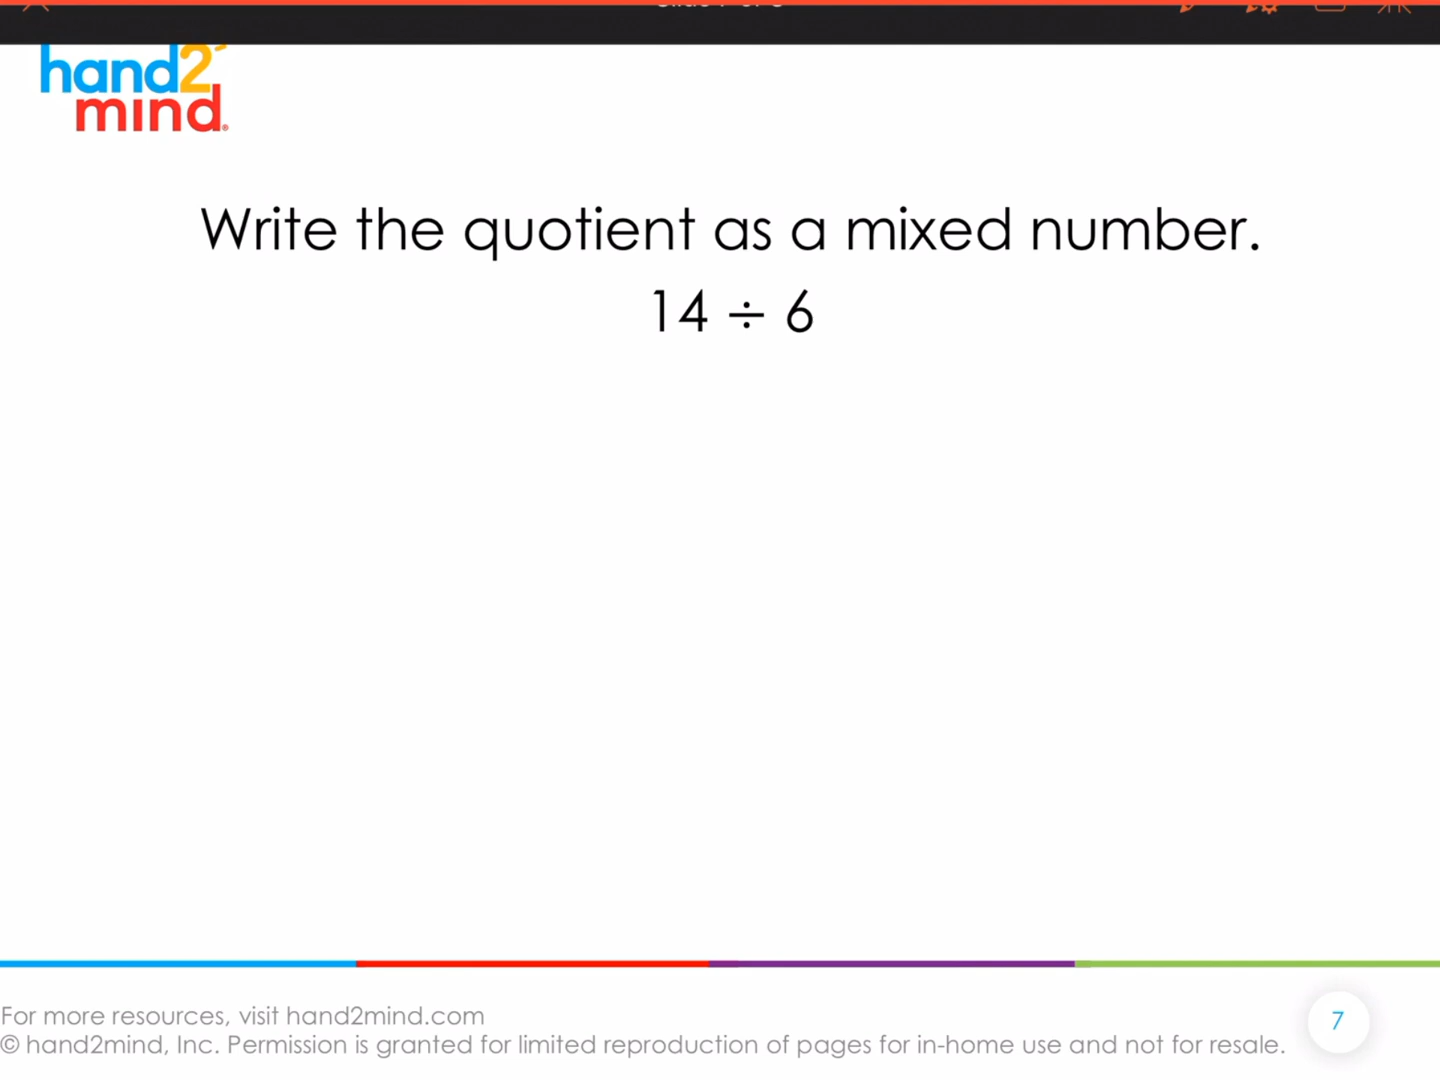 hand2
mind®
Write the quotient as a mixed number.
14 ÷ 6
For more resources, visit hand2mind.com
© hand2mind, Inc. Permission is granted for limited reproduction of pages for in-home use and not for resale.
7